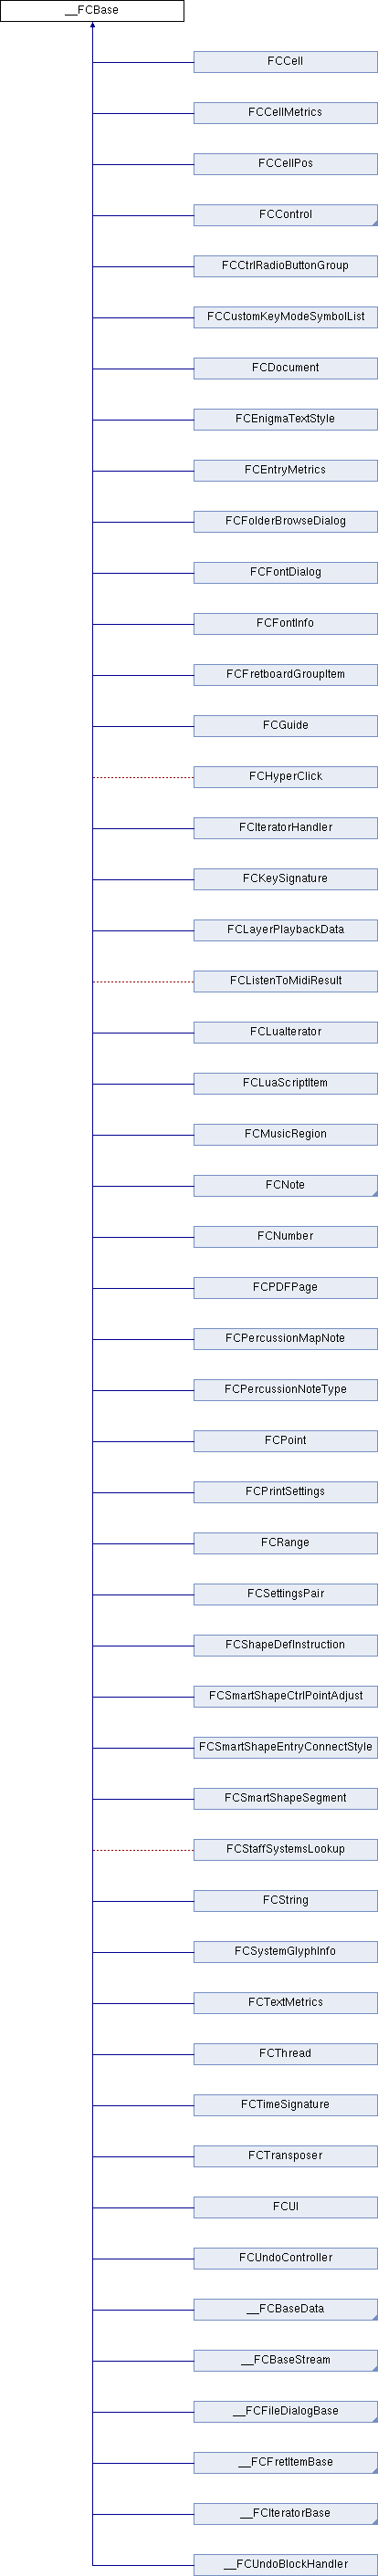 __FCBase
FCCell
FCCellMetrics
FCCellPos
FCControl
FCCtrlRadioButtonGroup
FCCustomKeyModeSymbolList
FCDocument
FCEnigmaTextStyle
FCEntryMetrics
FCFolderBrowseDialog
FCFontDialog
FCFontInfo
FCFretboardGroupItem
FCGuide
FCHyperClick
FCIteratorHandler
FCKeySignature
FCLayerPlaybackData
FCListenToMidiResult
FCLuaIterator
FCLuaScriptItem
FCMusicRegion
FCNote
FCNumber
FCPDFPage
FCPercussionMapNote
FCPercussionNoteType
FCPoint
FCPrintSettings
FCRange
FCSettingsPair
FCShapeDefInstruction
FCSmartShapeCtrlPointAdjust
FCSmartShapeEntryConnectStyle
FCSmartShapeSegment
FCStaffSystemsLookup
FCString
FCSystemGlyphInfo
FCTextMetrics
FCThread
FCTimeSignature
FCTransposer
FCUI
FCUndoController
__FCBaseData
__FCBaseStream
__FCFileDialogBase
__FCFretItemBase
__FCIteratorBase
__FCUndoBlockHandler